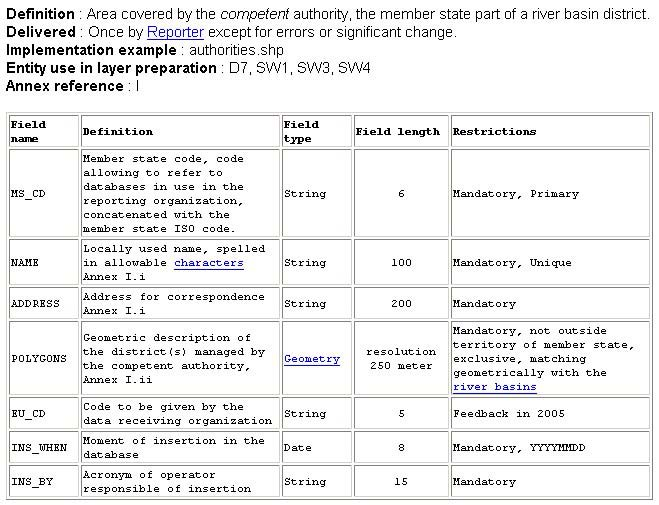 Definition : Area covered by the competent authority, the member state part of a river basin district.
Delivered : Once by Reporter except for errors or significant change.
Implementation example : authorities.shp
Entity use in layer preparation : D7, SW1, SW3, SW4
Annex reference : I
Field name Definition Field type Field length Restrictions
MS_CD
Member state code, code
allowing to refer to
databases in use in the
reporting organization,
concatenated with the
member state ISO code.
String
6
Mandatory, Primary
NAME
Locally used name, spelled
in allowable characters
Annex I.i
String
100
Mandatory, Unique
ADDRESS
Address for correspondence
Annex I.i
String
200
Mandatory
POLYGONS
Geometric description of
the district(s) managed by
the competent authority,
Annex I.ii
Geometry
resolution
250 meter
Mandatory, not outside
territory of member state,
exclusive, matching
geometrically with the
river basins
EU_CD
Code to be given by the
data receiving organization
String
5
Feedback in 2005
INS_WHEN
Moment of insertion in the
database
Date
8
Mandatory, YYYYMMDD
INS_BY
Acronym of operator
responsible of insertion
String
15
Mandatory